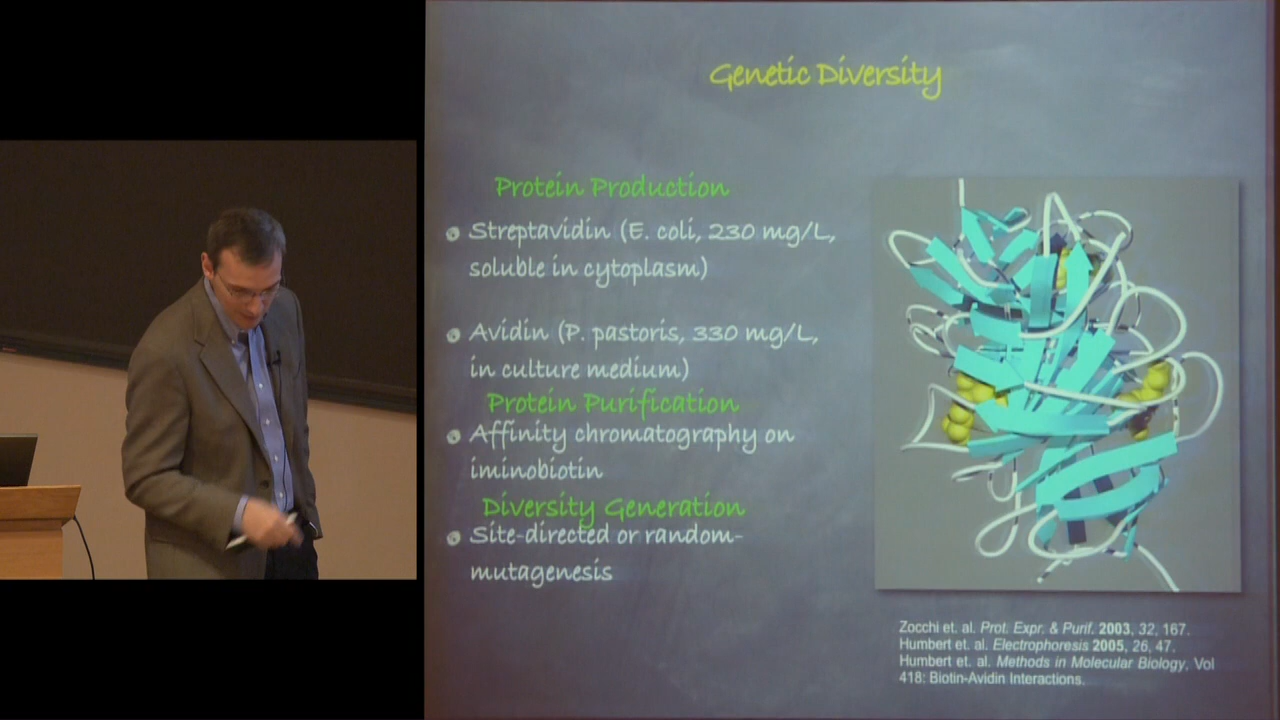 Genetic Diversity
Protein Production
Streptavidin (E. coli, 230 mg/L,
soluble in cytoplasm)
Avidin (P. pastoris, 330 mg/L,
in culture medium)
Protein Purification
Affinity chromatography on
iminobiotin
Diversity Generation
Site-directed or random-
mutagenesis
Zocchi et. al. Prot. Expr. & Purif. 2003, 32, 167.
Humbert et. al. Electrophoresis 2005, 26, 47.
Humbert et. al. Methods in Molecular Biology, Vol
418: Biotin-Avidin Interactions.